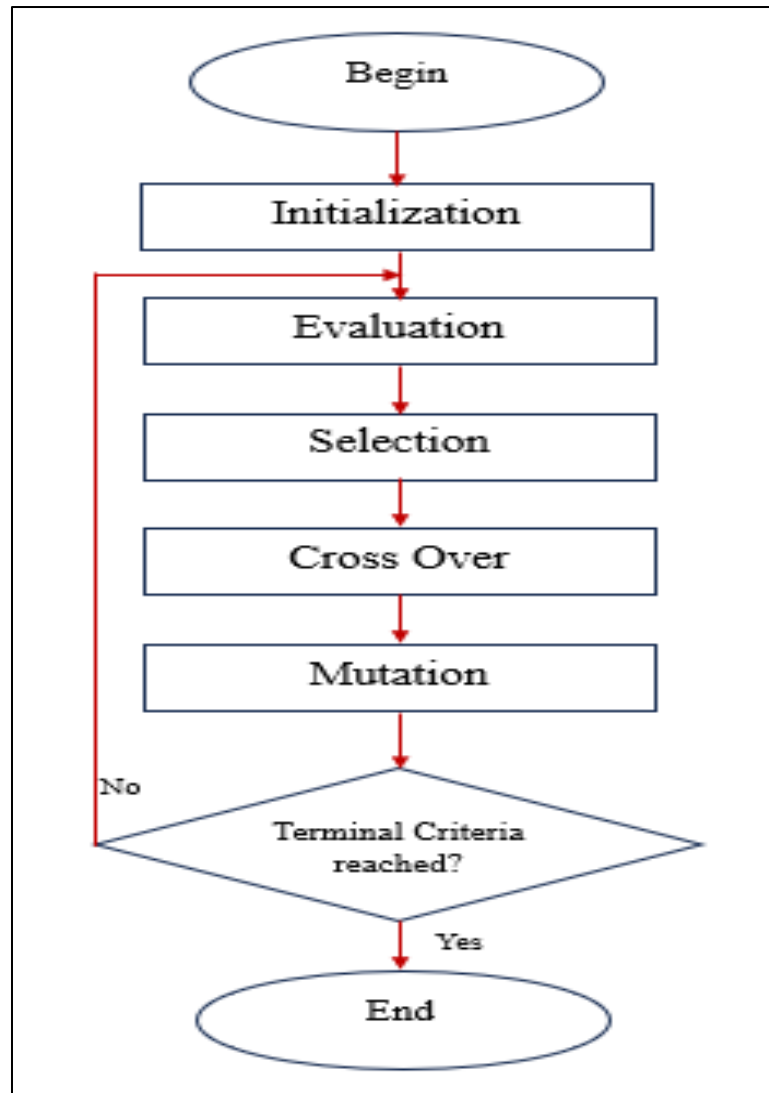 Begin
Initialization
Evaluation
Selection
Cross Over
Mutation
No
Terminal Criteria
reached?
Yes
End